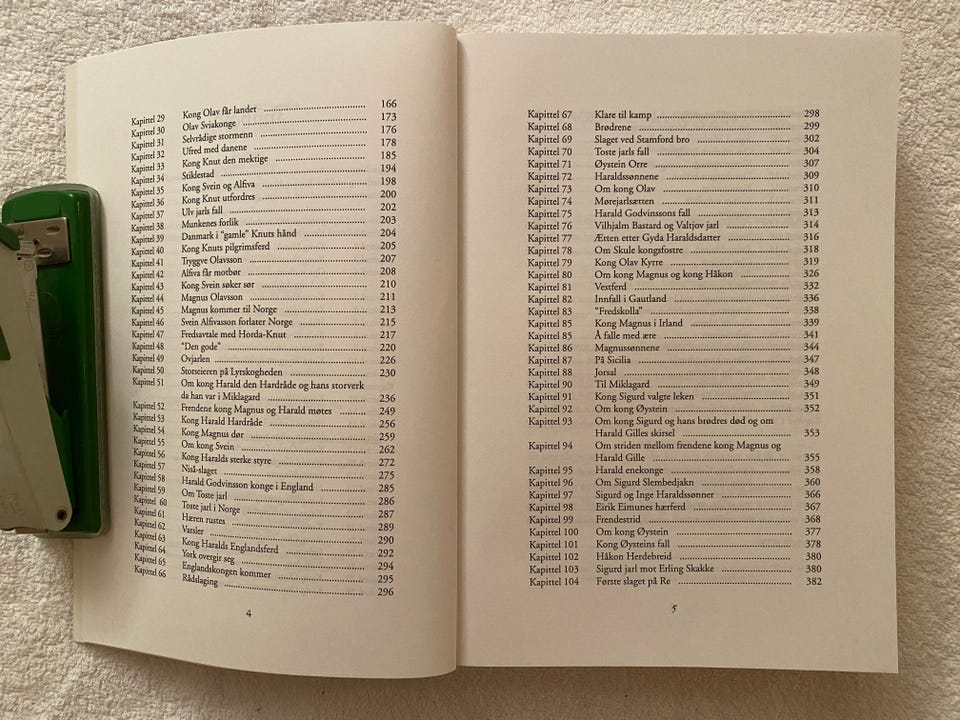 Kapittel 29 Kong Olav får landet 166
Kapittel 30 Olav Sviakonge 173
Kapittel 31 Selvrådige stormenn 176
Kapittel 32 Ufred med danene 178
Kapittel 33 Kong Knut den mektige 185
Kapittel 34 Stiklestad 194
Kapittel 35 Kong Svein og Alfiva 198
Kapittel 36 Kong Knut utfordres 200
Kapittel 37 Ulv jarls fall 202
Kapittel 38 Munkenes forlik 203
Kapittel 39 Danmark i “gamle” Knuts hånd 204
Kapittel 40 Kong Knuts pilgrimsferd 205
Kapittel 41 Tryggve Olavsson 207
Kapittel 42 Alfiva får motbør 208
Kapittel 43 Kong Svein søker sør 210
Kapittel 44 Magnus Olavsson 211
Kapittel 45 Magnus kommer til Norge 213
Kapittel 46 Svein Alfivasson forlater Norge 215
Kapittel 47 Fredsavtale med Horda-Knut 217
Kapittel 48 “Den gode” 220
Kapittel 49 Ovjarlen 226
Kapittel 50 Storseieren på Lyrskogheden 230
Kapittel 51 Om kong Harald den Hardråde og hans storverk
da han var i Miklagard 236
Kapittel 52 Frendene kong Magnus og Harald møtes 249
Kapittel 53 Kong Harald Hardråde 256
Kapittel 54 Kong Magnus dør 259
Kapittel 55 Om kong Svein 262
Kapittel 56 Kong Haralds sterke styre 272
Kapittel 57 Niså-slaget 275
Kapittel 58 Harald Godvinsson konge i England 285
Kapittel 59 Om Toste jarl 286
Kapittel 60 Toste jarl i Norge 287
Kapittel 61 Hæren rustes 289
Kapittel 62 Varsler 290
Kapittel 63 Kong Haralds Englandsferd 292
Kapittel 64 York overgir seg 294
Kapittel 65 Englandskongen kommer 295
Kapittel 66 Rådslaging 296
4
Kapittel 67 Klare til kamp 298
Kapittel 68 Brødrene 299
Kapittel 69 Slaget ved Stamford bro 302
Kapittel 70 Toste jarls fall 304
Kapittel 71 Øystein Orre 307
Kapittel 72 Haraldssønnene 309
Kapittel 73 Om kong Olav 310
Kapittel 74 Mørejarlsætten 311
Kapittel 75 Harald Godvinssons fall 313
Kapittel 76 Vilhjalm Bastard og Valtjov jarl 314
Kapittel 77 Ætten etter Gyda Haraldsdatter 316
Kapittel 78 Om Skule kongsfostre 318
Kapittel 79 Kong Olav Kyrre 319
Kapittel 80 Om kong Magnus og kong Håkon 326
Kapittel 81 Vestferd 332
Kapittel 82 Innfall i Gautland 336
Kapittel 83 “Fredskolla” 338
Kapittel 85 Kong Magnus i Irland 339
Kapittel 85 Å falle med ære 341
Kapittel 86 Magnussønnene 344
Kapittel 87 På Sicilia 347
Kapittel 88 Jorsal 348
Kapittel 90 Til Miklagard 349
Kapittel 91 Kong Sigurd valgte leken 351
Kapittel 92 Om kong Øystein 352
Kapittel 93 Om kong Sigurd og hans brødres død og om
Harald Gilles skirsel 353
Kapittel 94 Om striden mellom frendene kong Magnus og
Harald Gille 355
Kapittel 95 Harald enekonge 358
Kapittel 96 Om Sigurd Slembedjakn 360
Kapittel 97 Sigurd og Inge Haraldssønner 366
Kapittel 98 Eirik Eimunes hærferd 367
Kapittel 99 Frendestrid 368
Kapittel 100 Om kong Øystein 377
Kapittel 101 Kong Øysteins fall 378
Kapittel 102 Håkon Herdebreid 380
Kapittel 103 Sigurd jarl mot Erling Skakke 380
Kapittel 104 Første slaget på Re 382
5